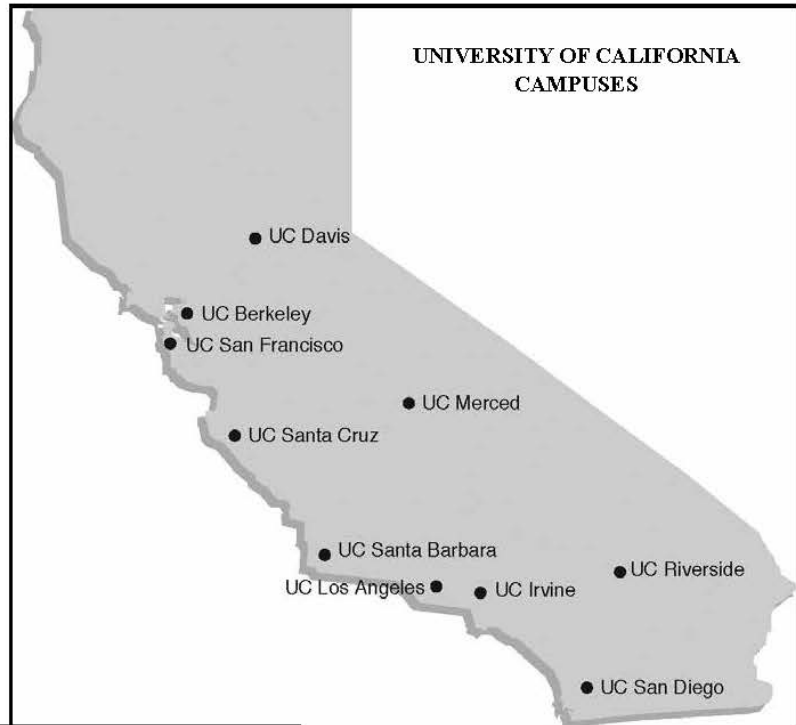 UNIVERSITY OF CALIFORNIA
CAMPUSES
UC Davis
UC Berkeley
UC San Francisco
UC Merced
UC Santa Cruz
UC Santa Barbara
UC Los Angeles
UC Irvine
UC Riverside
UC San Diego